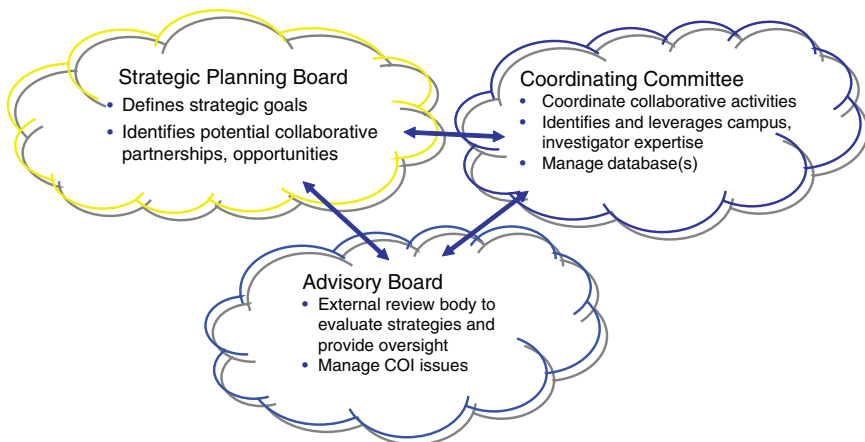 Strategic Planning Board
• Defines strategic goals
• Identifies potential collaborative
partnerships, opportunities
Coordinating Committee
• Coordinate collaborative activities
• Identifies and leverages campus,
investigator expertise
• Manage database(s)
Advisory Board
• External review body to
evaluate strategies and
provide oversight
• Manage COI issues